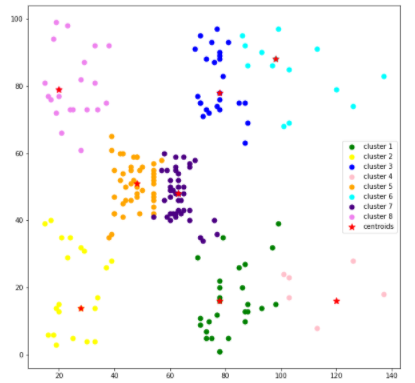 100
80
60
40
20
0
cluster 1
cluster 2
cluster 3
cluster 4
cluster 5
cluster 6
cluster 7
cluster 8
centroids
20 40 60 80 100 120 140